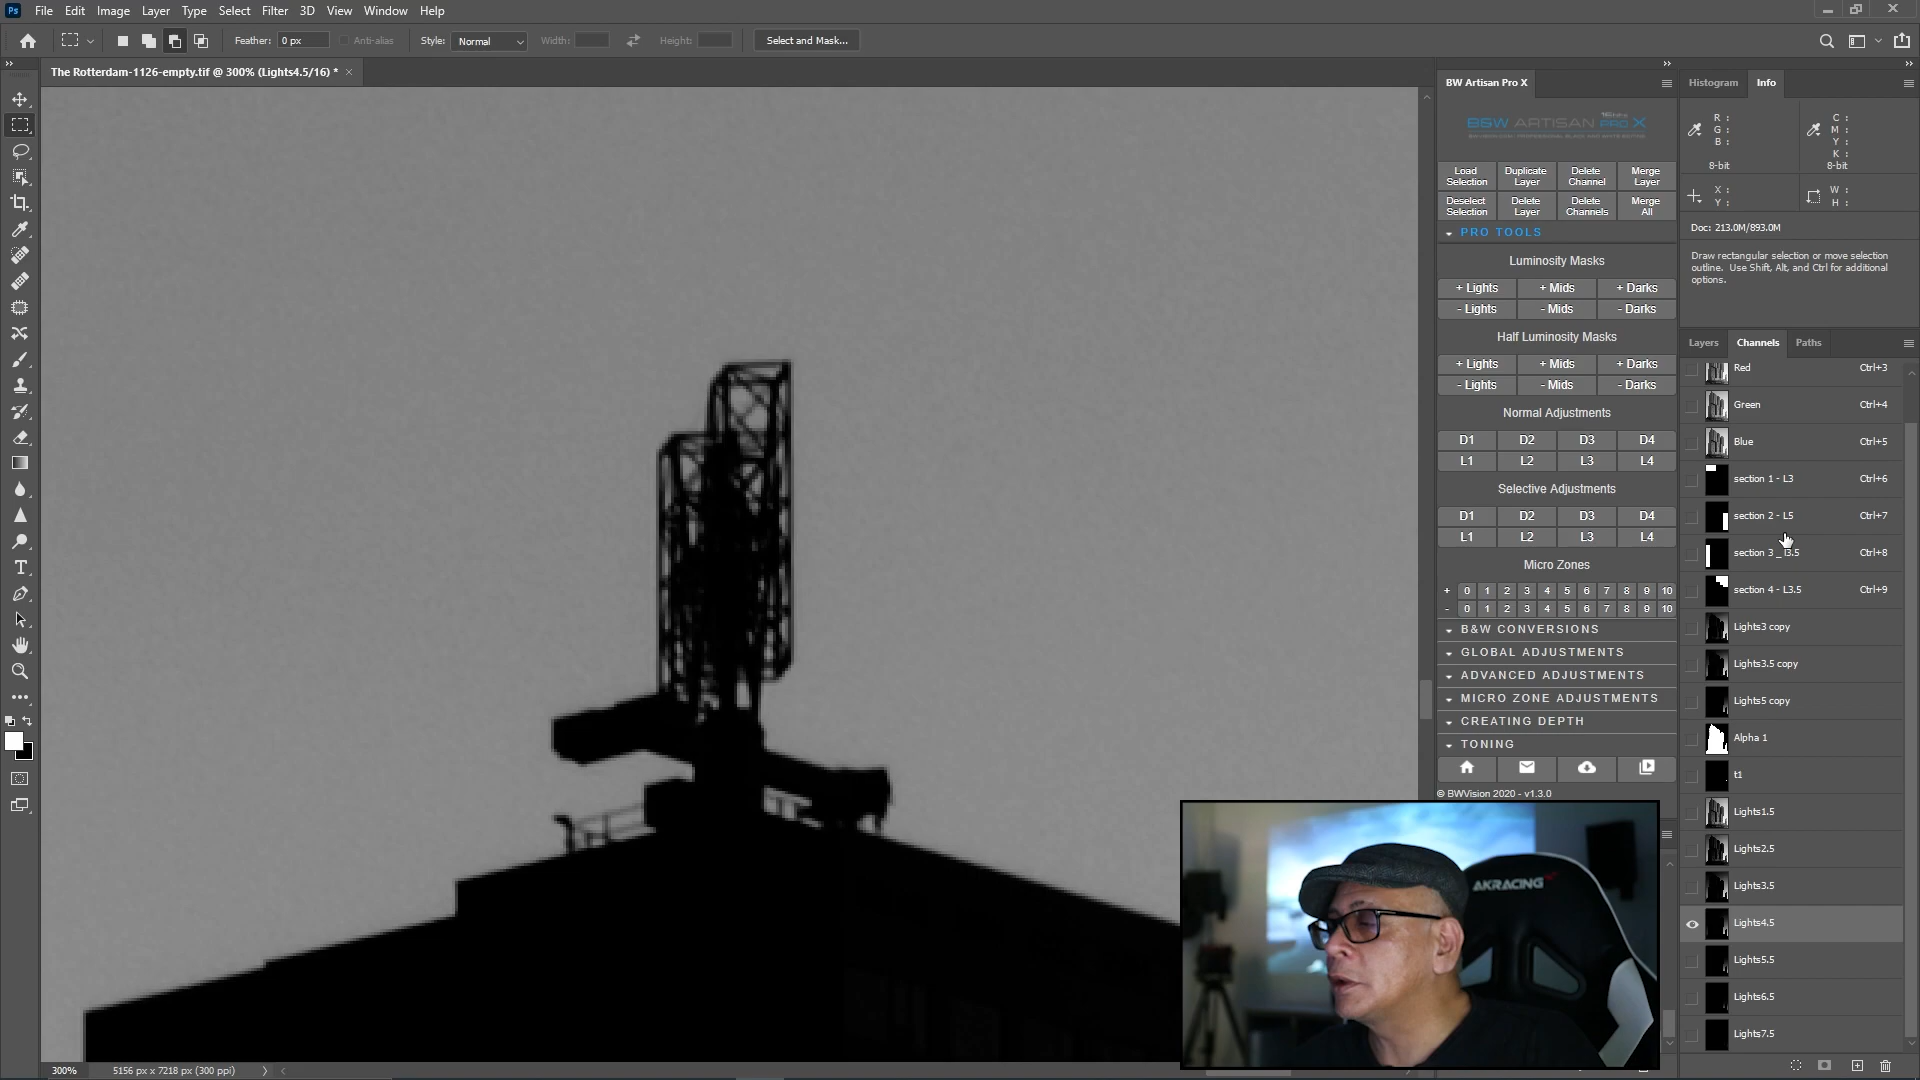 Ps File Edit Image Layer Type Select Filter 3D View Window Help
Feather: 0 px Anti-alias Style: Normal Width: Height: Select and Mask...
The Rotterdam-1126-empty.tif @ 300% (Lights4.5/16) * ×
BW Artisan Pro X
B&W ARTISAN PRO X
Load Selection Duplicate Layer Delete Channel Merge Layer
Deselect Selection Delete Layer Delete Channels Merge All
PRO TOOLS
Luminosity Masks
+ Lights + Mids + Darks
- Lights - Mids - Darks
Half Luminosity Masks
+ Lights + Mids + Darks
- Lights - Mids - Darks
Normal Adjustments
D1 D2 D3 D4
L1 L2 L3 L4
Selective Adjustments
D1 D2 D3 D4
L1 L2 L3 L4
Micro Zones
+ 0 1 2 3 4 5 6 7 8 9 10
- 0 1 2 3 4 5 6 7 8 9 10
B&W CONVERSIONS
GLOBAL ADJUSTMENTS
ADVANCED ADJUSTMENTS
MICRO ZONE ADJUSTMENTS
CREATING DEPTH
TONING
© BWVision 2020 - v1.3.0
Histogram Info
R : C :
G : M :
B : Y :
K :
8-bit 8-bit
X : W :
Y : H :
Doc: 213.0M/893.0M
Draw rectangular selection or move selection
outline. Use Shift, Alt, and Ctrl for additional
options.
Layers Channels Paths
Red Ctrl+3
Green Ctrl+4
Blue Ctrl+5
section 1 - L3 Ctrl+6
section 2 - L5 Ctrl+7
section 3 _ l3.5 Ctrl+8
section 4 - L3.5 Ctrl+9
Lights3 copy
Lights3.5 copy
Lights5 copy
Alpha 1
t1
Lights1.5
Lights2.5
Lights3.5
Lights4.5
Lights5.5
Lights6.5
Lights7.5
AKRACING
300% 5156 px x 7218 px (300 ppi)